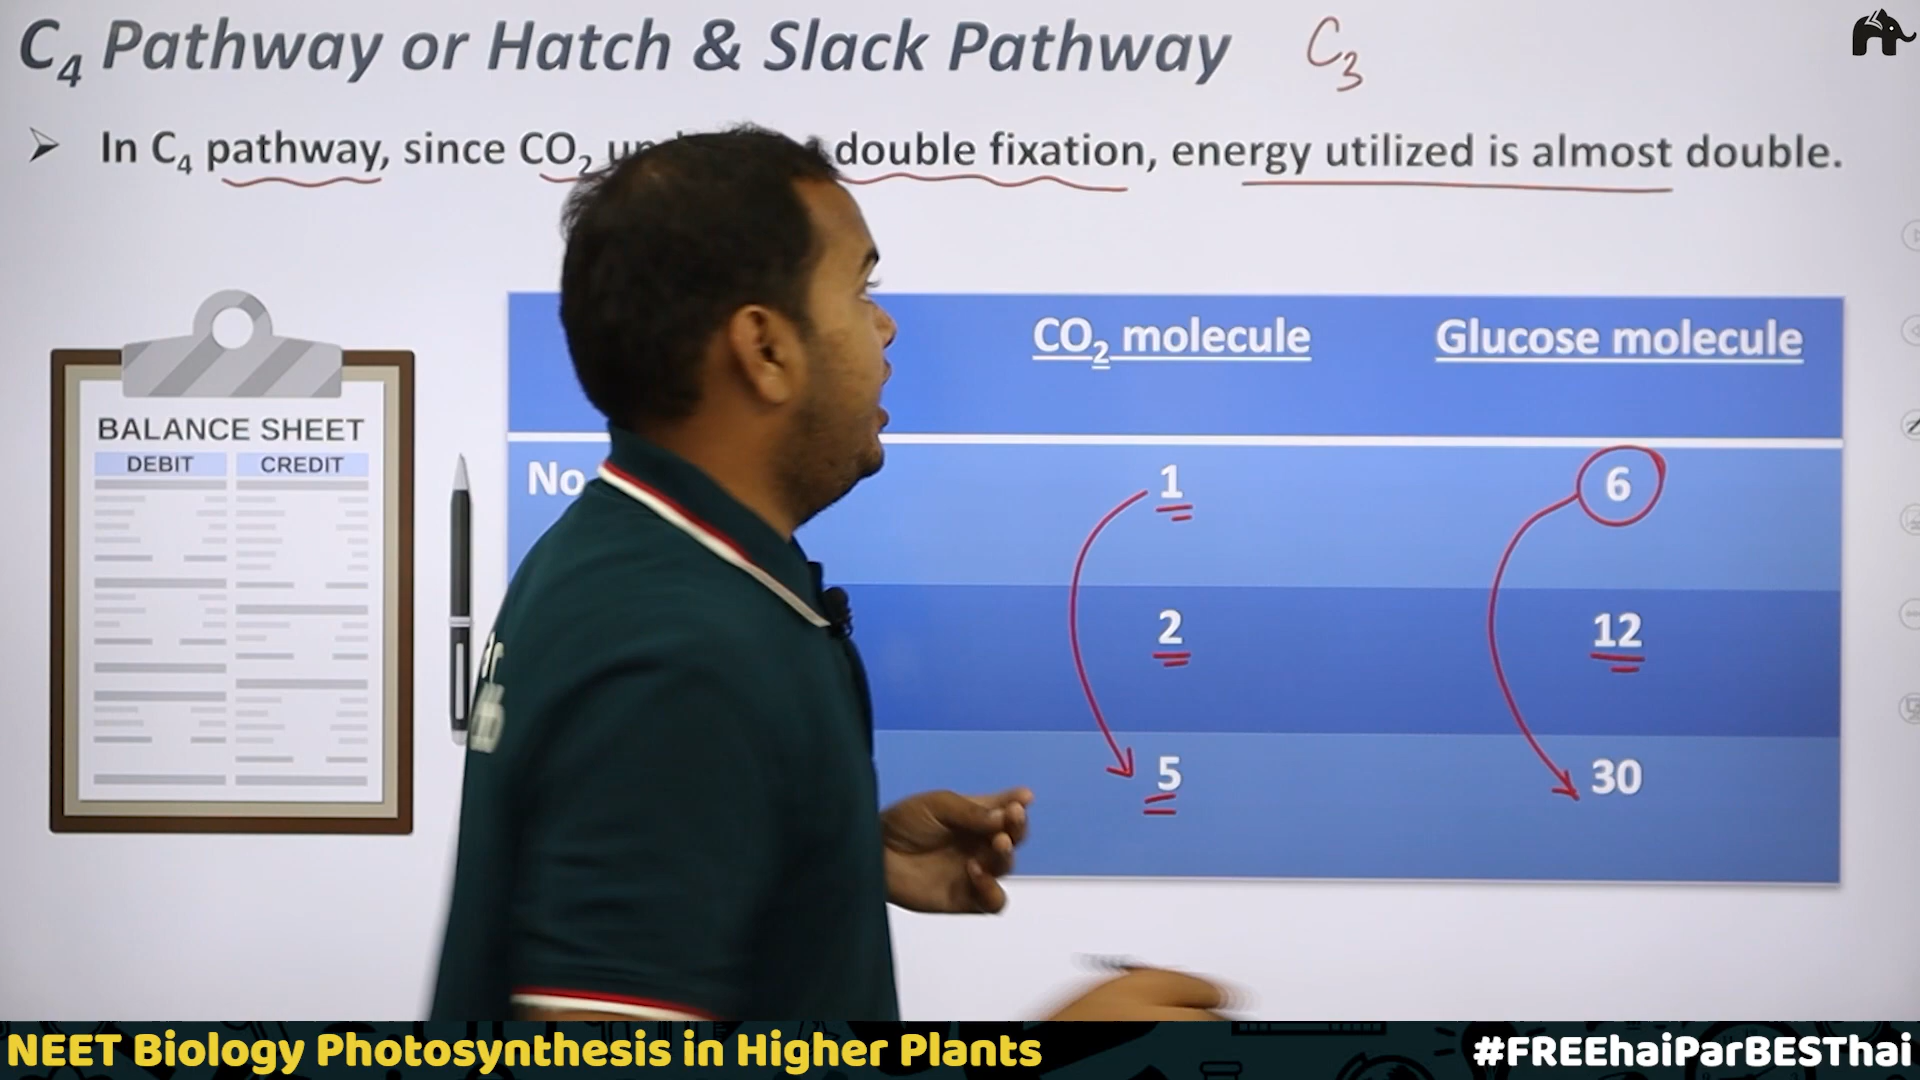 C4 Pathway or Hatch & Slack Pathway C3
➤ In C4 pathway, since CO2 double fixation, energy utilized is almost double.
BALANCE SHEET
DEBIT CREDIT
CO2 molecule Glucose molecule
No 1 6
2 12
5 30
NEET Biology Photosynthesis in Higher Plants #FREEhaiParBESThai